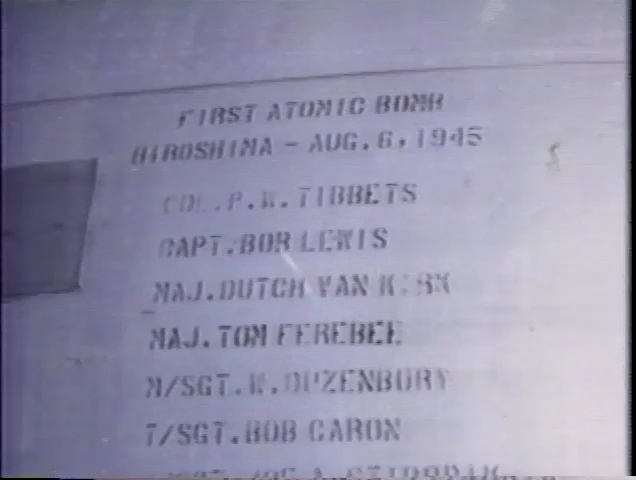 FIRST ATOMIC BOMB
HIROSHIMA - AUG. 6, 1945
COL. P. W. TIBBETS
CAPT. BOB LEWIS
MAJ. DUTCH VAN KIRK
MAJ. TOM FEREBEE
M/SGT. W. DUZENBURY
T/SGT. BOB CARON